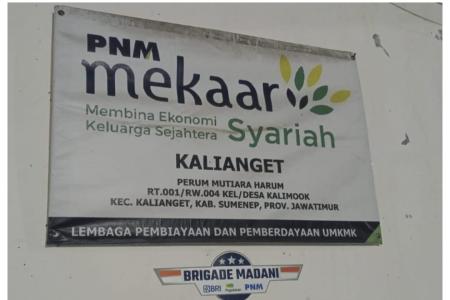 PNM
mekaar
Membina Ekonomi
Keluarga Sejahtera
Syariah
KALIANGET
PERUM MUTIARA HARUM
RT.001/RW.004 KEL/DESA KALIMOOK
KEC. KALIANGET, KAB. SUMENEP, PROV. JAWATIMUR
LEMBAGA PEMBIAYAAN DAN PEMBERDAYAAN UMKMK
BRIGADE MADANI
BRI Pegadaian PNM